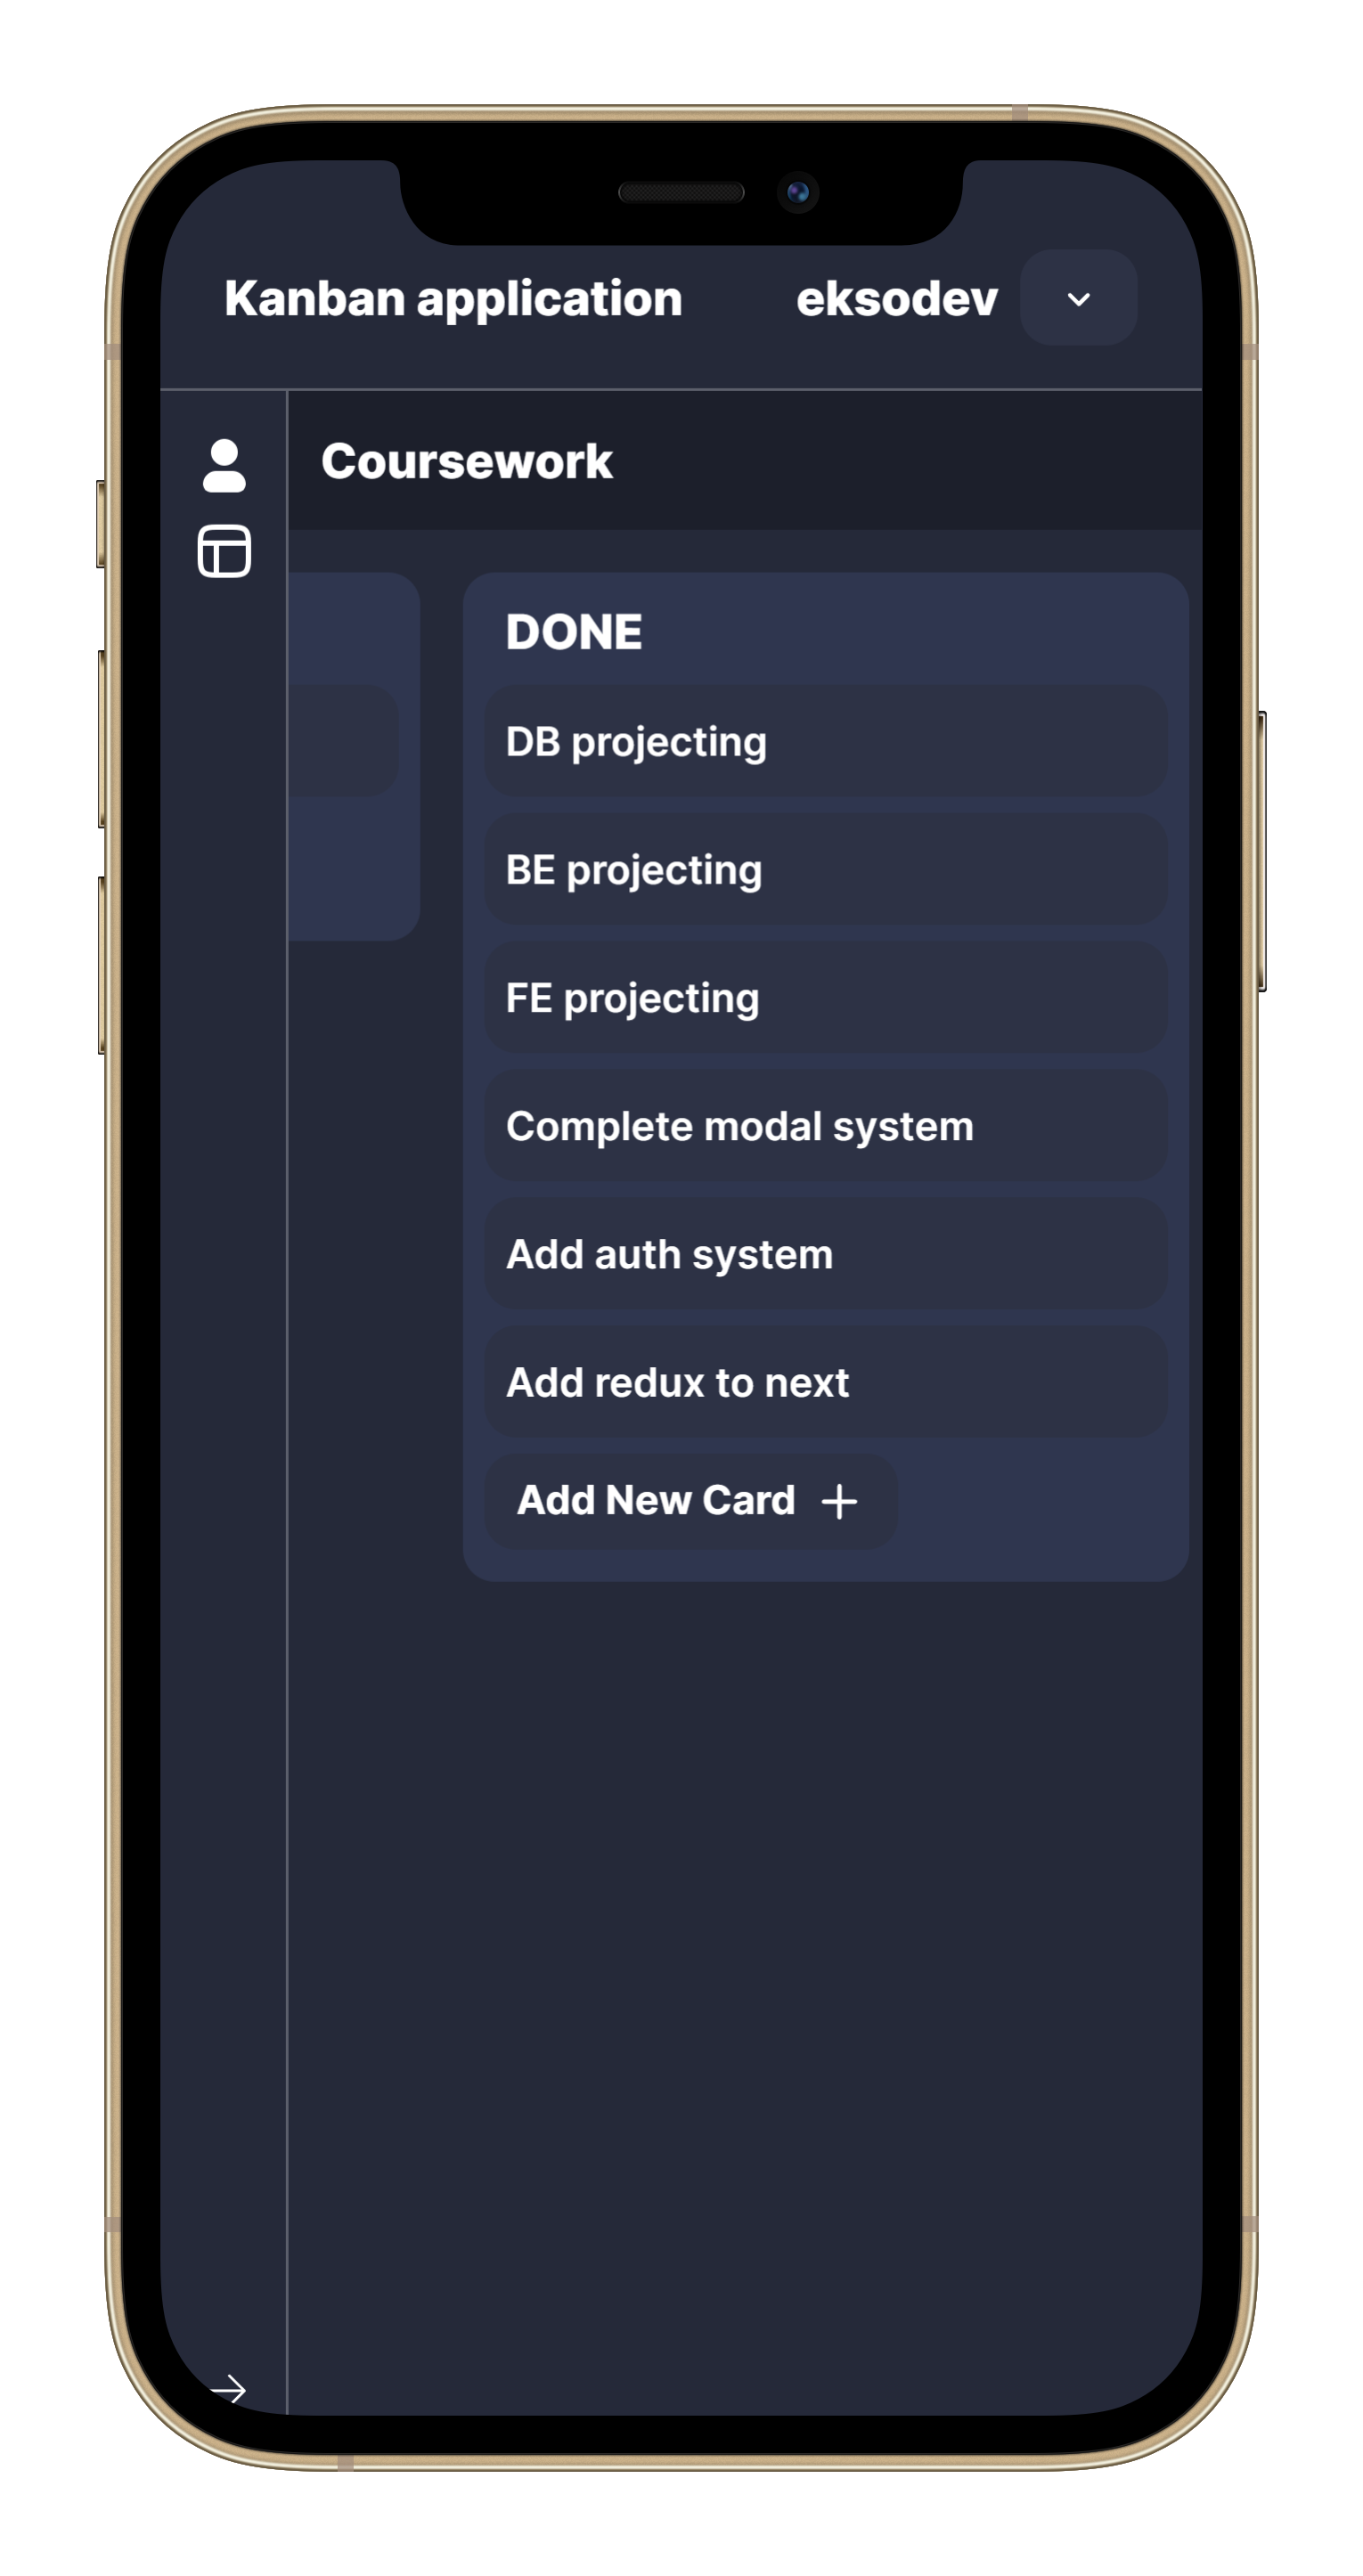 Kanban application
eksodev
Coursework
DONE
DB projecting
BE projecting
FE projecting
Complete modal system
Add auth system
Add redux to next
Add New Card